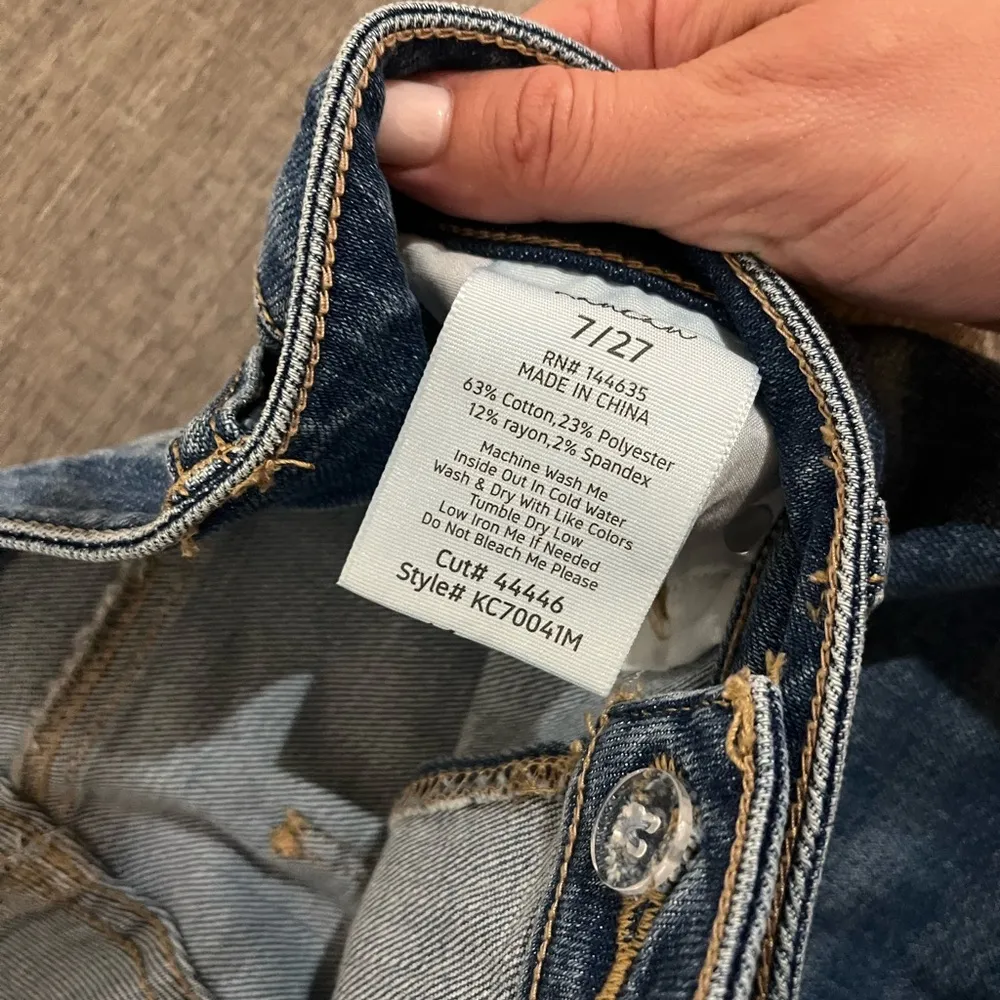 7/27
RN# 144635
MADE IN CHINA
63% Cotton,23% Polyester
12% rayon,2% Spandex
Machine Wash Me
Inside Out In Cold Water
Wash & Dry With Like Colors
Tumble Dry Low
Low Iron Me If Needed
Do Not Bleach Me Please
Cut# 44446
Style# KC70041M